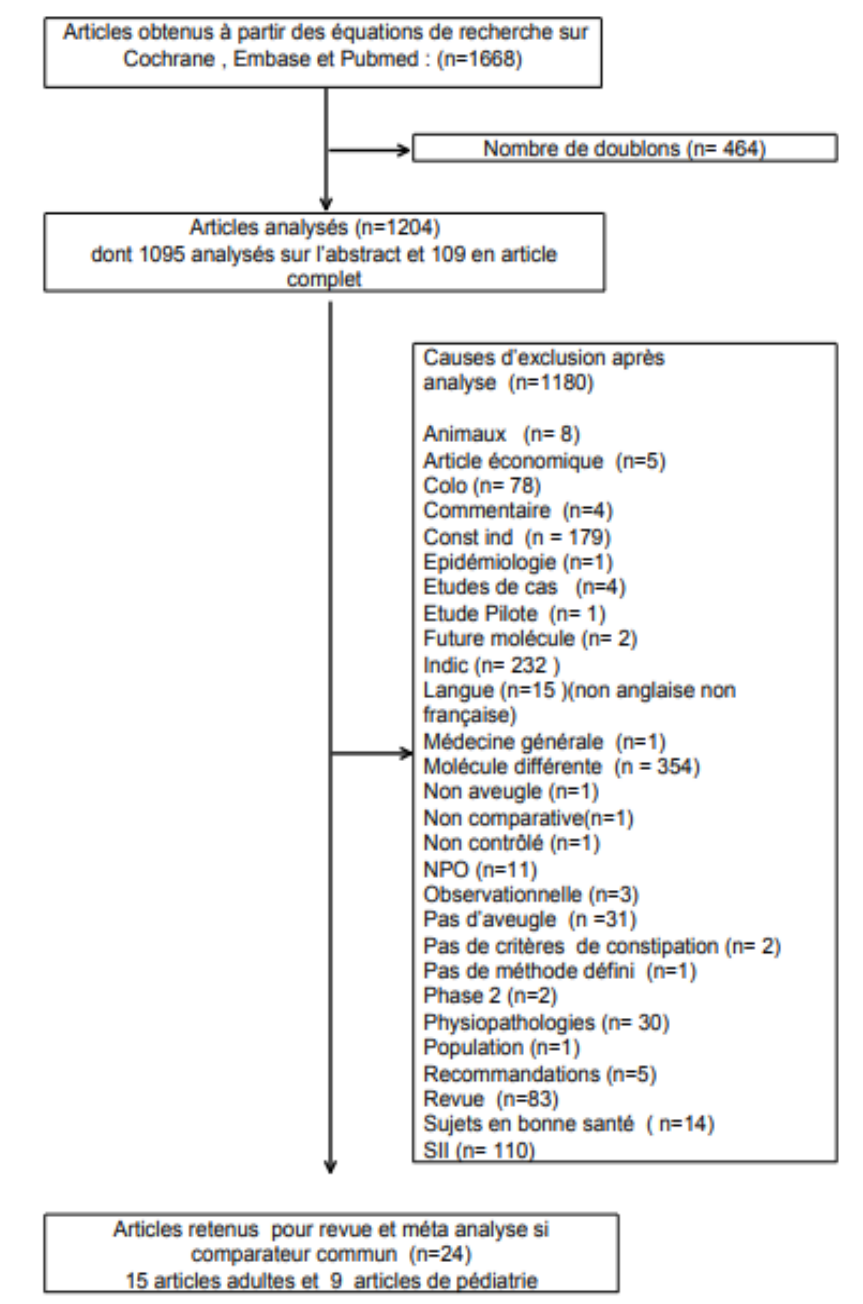 Articles obtenus à partir des équations de recherche sur
Cochrane , Embase et Pubmed : (n=1668)
Nombre de doublons (n= 464)
Articles analysés (n=1204)
dont 1095 analysés sur l'abstract et 109 en article
complet
Causes d'exclusion après
analyse (n=1180)
Animaux (n= 8)
Article économique (n=5)
Colo (n= 78)
Commentaire (n=4)
Const ind (n = 179)
Epidémiologie (n=1)
Etudes de cas (n=4)
Etude Pilote (n= 1)
Future molécule (n= 2)
Indic (n= 232 )
Langue (n=15 )(non anglaise non
française)
Médecine générale (n=1)
Molécule différente (n = 354)
Non aveugle (n=1)
Non comparative(n=1)
Non contrôlé (n=1)
NPO (n=11)
Observationnelle (n=3)
Pas d'aveugle (n =31)
Pas de critères de constipation (n= 2)
Pas de méthode défini (n=1)
Phase 2 (n=2)
Physiopathologies (n= 30)
Population (n=1)
Recommandations (n=5)
Revue (n=83)
Sujets en bonne santé ( n=14)
SII (n= 110)
Articles retenus pour revue et méta analyse si
comparateur commun (n=24)
15 articles adultes et 9 articles de pédiatrie